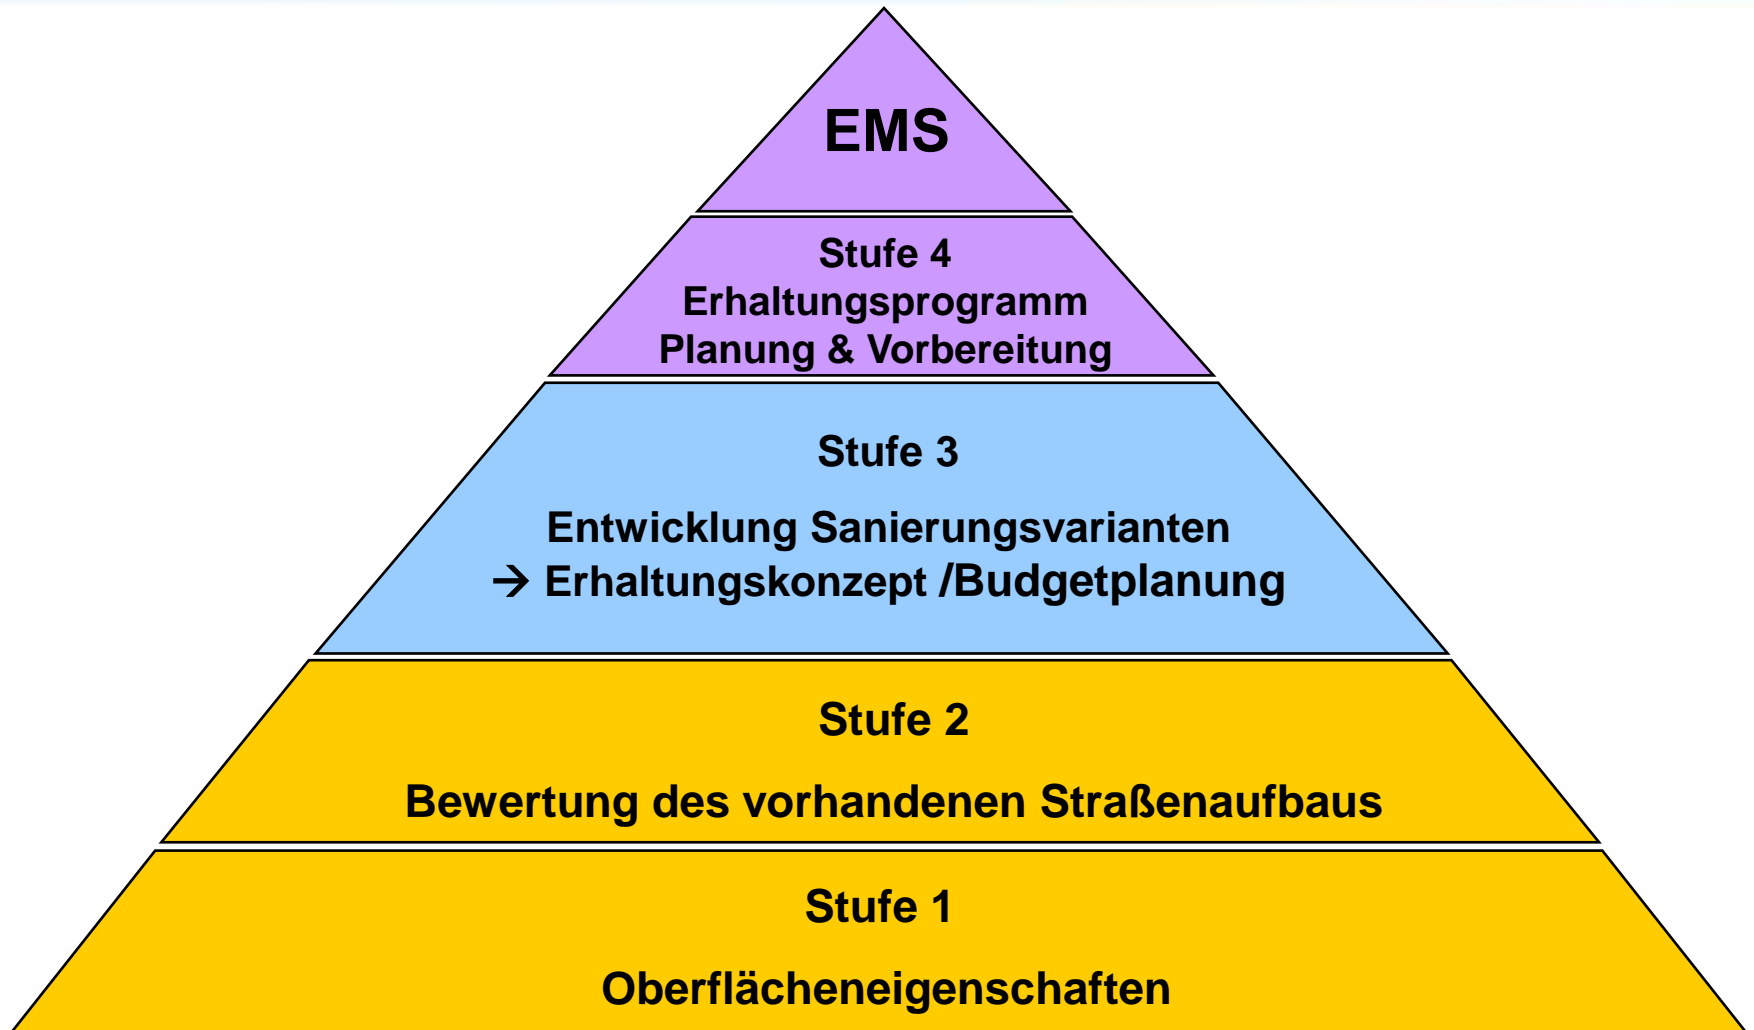 EMS
Stufe 4
Erhaltungsprogramm
Planung & Vorbereitung
Stufe 3
Entwicklung Sanierungsvarianten
→ Erhaltungskonzept /Budgetplanung
Stufe 2
Bewertung des vorhandenen Straßenaufbaus
Stufe 1
Oberflächeneigenschaften